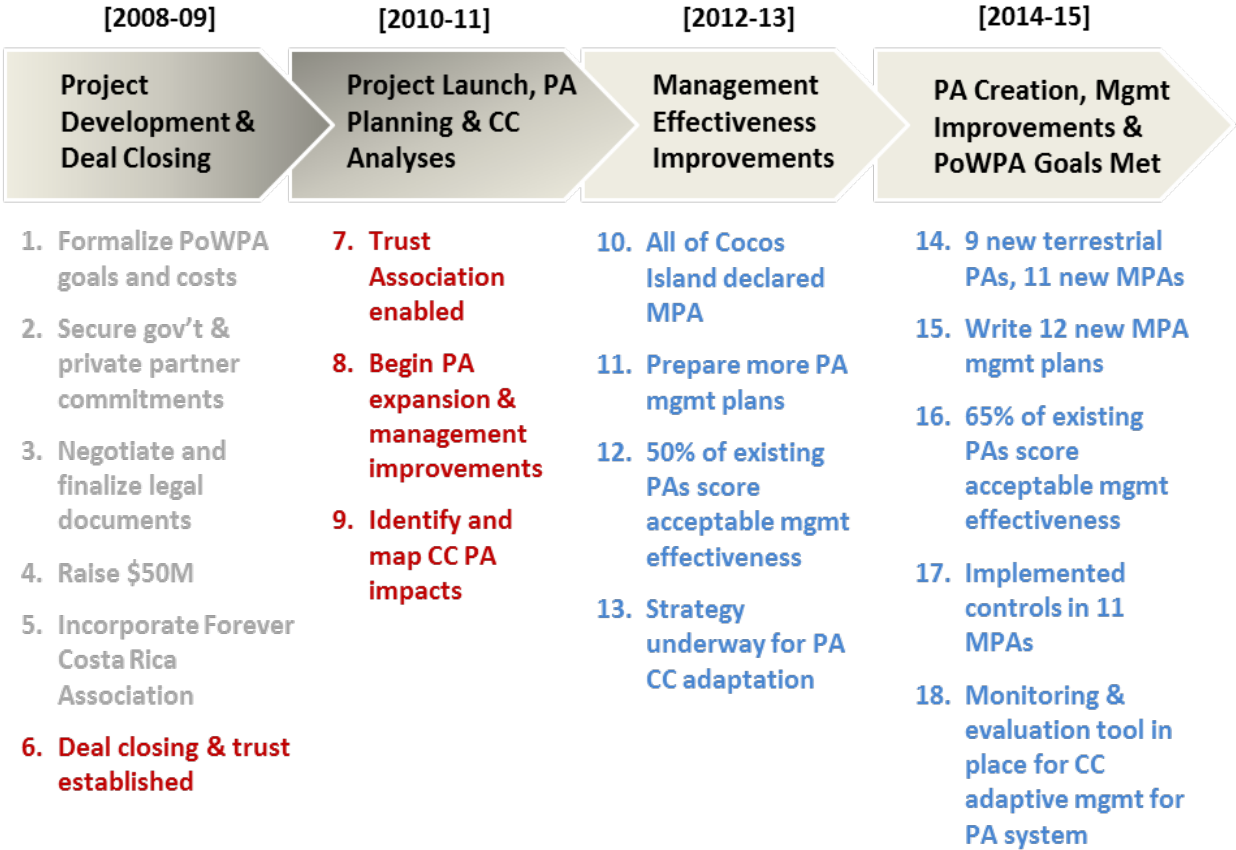 [2008-09]
[2010-11]
[2012-13]
[2014-15]
Project
Development &
Deal Closing
Project Launch, PA
Planning & CC
Analyses
Management
Effectiveness
Improvements
PA Creation, Mgmt
Improvements &
PoWPA Goals Met
1. Formalize PoWPA
goals and costs
2. Secure gov't &
private partner
commitments
3. Negotiate and
finalize legal
documents
4. Raise $50M
5. Incorporate Forever
Costa Rica
Association
6. Deal closing & trust
established
7. Trust
Association
enabled
8. Begin PA
expansion &
management
improvements
9. Identify and
map CC PA
impacts
10. All of Cocos
Island declared
MPA
11. Prepare more PA
mgmt plans
12. 50% of existing
PAs score
acceptable mgmt
effectiveness
13. Strategy
underway for PA
CC adaptation
14. 9 new terrestrial
PAs, 11 new MPAs
15. Write 12 new MPA
mgmt plans
16. 65% of existing
PAs score
acceptable mgmt
effectiveness
17. Implemented
controls in 11
MPAs
18. Monitoring &
evaluation tool in
place for CC
adaptive mgmt for
PA system